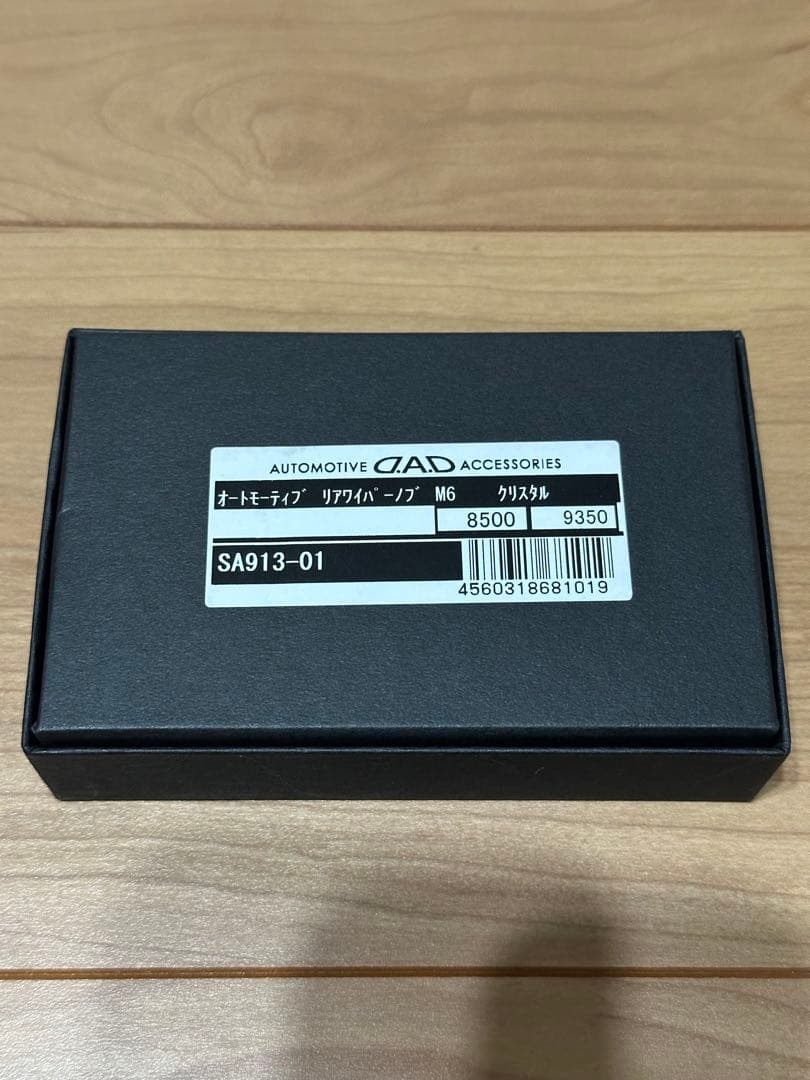 AUTOMOTIVE D.A.D ACCESSORIES
オートモーティブ リアワイパーノブ M6 クリスタル
8500 9350
SA913-01
4560318681019